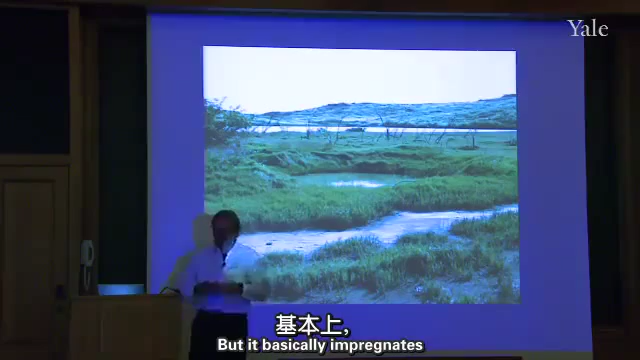 Yale
基本上,
But it basically impregnates